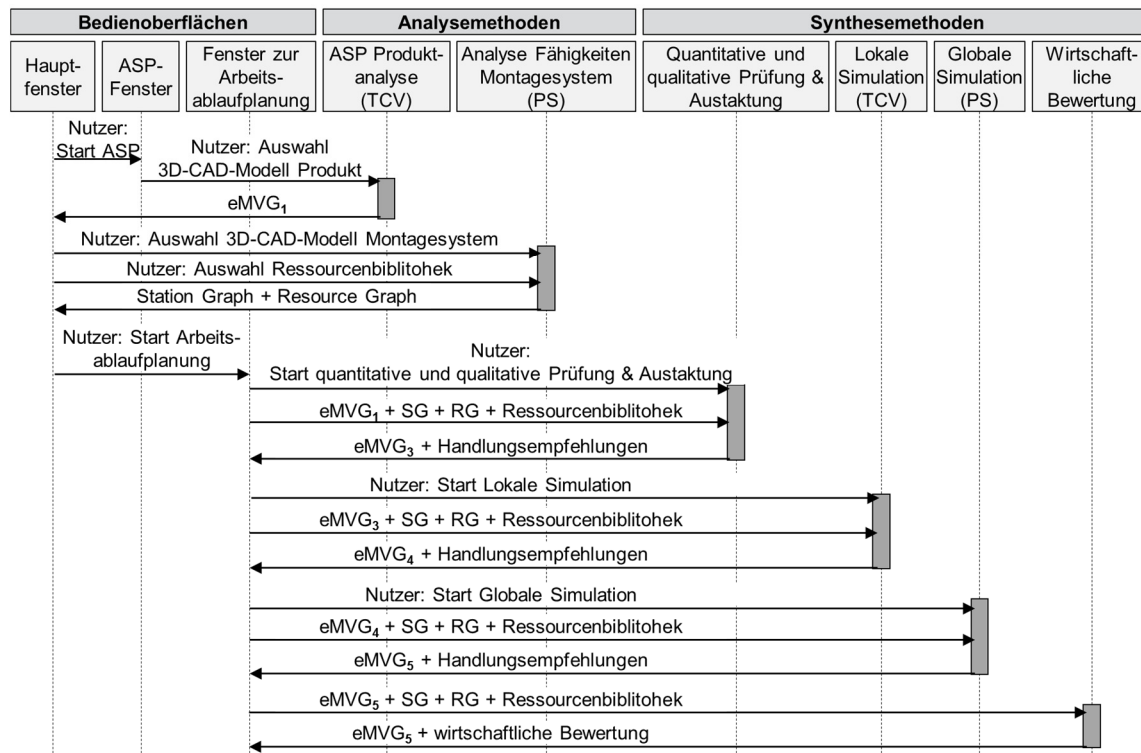 Bedienoberflächen
Analysemethoden
Synthesemethoden
Haupt-
fenster
ASP-
Fenster
Fenster zur
Arbeits-
ablaufplanung
ASP Produkt-
analyse
(TCV)
Analyse Fähigkeiten
Montagesystem
(PS)
Quantitative und
qualitative Prüfung &
Austaktung
Lokale
Simulation
(TCV)
Globale
Simulation
(PS)
Wirtschaft-
liche
Bewertung
Nutzer:
Start ASP
Nutzer: Auswahl
3D-CAD-Modell Produkt
eMVG₁
Nutzer: Auswahl 3D-CAD-Modell Montagesystem
Nutzer: Auswahl Ressourcenbiblitohek
Station Graph + Resource Graph
Nutzer: Start Arbeits-
ablaufplanung
Nutzer:
Start quantitative und qualitative Prüfung & Austaktung
eMVG₁ + SG + RG + Ressourcenbiblitohek
eMVG₃ + Handlungsempfehlungen
Nutzer: Start Lokale Simulation
eMVG₃ + SG + RG + Ressourcenbiblitohek
eMVG₄ + Handlungsempfehlungen
Nutzer: Start Globale Simulation
eMVG₄ + SG + RG + Ressourcenbiblitohek
eMVG₅ + Handlungsempfehlungen
eMVG₅ + SG + RG + Ressourcenbiblitohek
eMVG₅ + wirtschaftliche Bewertung